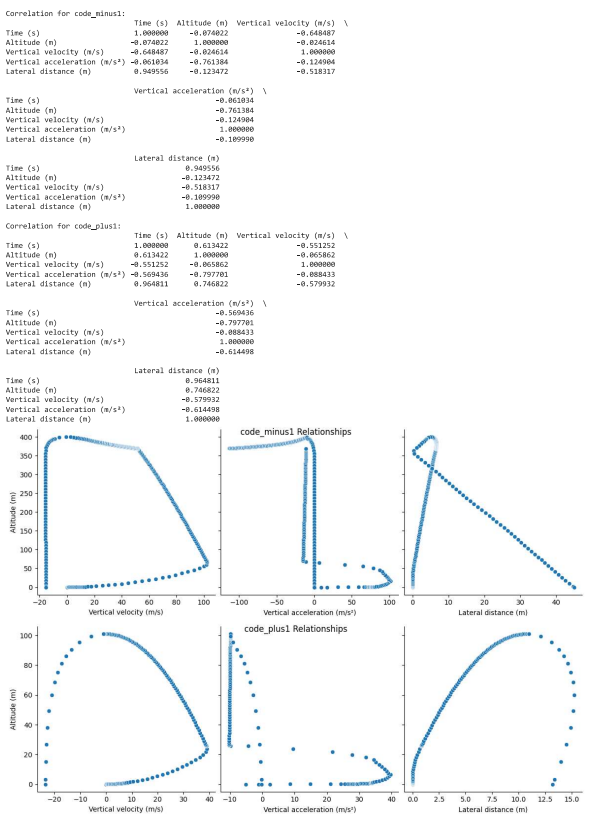 Correlation for code_minus1:
Time (s) Altitude (m) Vertical velocity (m/s) \
Time (s) 1.000000 -0.074022 -0.648487
Altitude (m) -0.074022 1.000000 -0.024614
Vertical velocity (m/s) -0.648487 -0.024614 1.000000
Vertical acceleration (m/s²) -0.061034 -0.761384 -0.124904
Lateral distance (m) 0.949556 -0.123472 -0.518317
Vertical acceleration (m/s²) \
Time (s) -0.061034
Altitude (m) -0.761384
Vertical velocity (m/s) -0.124904
Vertical acceleration (m/s²) 1.000000
Lateral distance (m) -0.109990
Lateral distance (m)
Time (s) 0.949556
Altitude (m) -0.123472
Vertical velocity (m/s) -0.518317
Vertical acceleration (m/s²) -0.109990
Lateral distance (m) 1.000000
Correlation for code_plus1:
Time (s) Altitude (m) Vertical velocity (m/s) \
Time (s) 1.000000 0.613422 -0.551252
Altitude (m) 0.613422 1.000000 -0.065862
Vertical velocity (m/s) -0.551252 -0.065862 1.000000
Vertical acceleration (m/s²) -0.569436 -0.797701 -0.088433
Lateral distance (m) 0.964811 0.746822 -0.579932
Vertical acceleration (m/s²) \
Time (s) -0.569436
Altitude (m) -0.797701
Vertical velocity (m/s) -0.088433
Vertical acceleration (m/s²) 1.000000
Lateral distance (m) -0.614498
Lateral distance (m)
Time (s) 0.964811
Altitude (m) 0.746822
Vertical velocity (m/s) -0.579932
Vertical acceleration (m/s²) -0.614498
Lateral distance (m) 1.000000
code_minus1 Relationships
400
350
300
250
200
150
100
50
0
Altitude (m)
-20 0 20 40 60 80 100
Vertical velocity (m/s)
-100 -50 0 50 100
Vertical acceleration (m/s²)
0 10 20 30 40
Lateral distance (m)
code_plus1 Relationships
100
80
60
40
20
0
Altitude (m)
-20 -10 0 10 20 30 40
Vertical velocity (m/s)
-10 0 10 20 30 40
Vertical acceleration (m/s²)
0.0 2.5 5.0 7.5 10.0 12.5 15.0
Lateral distance (m)